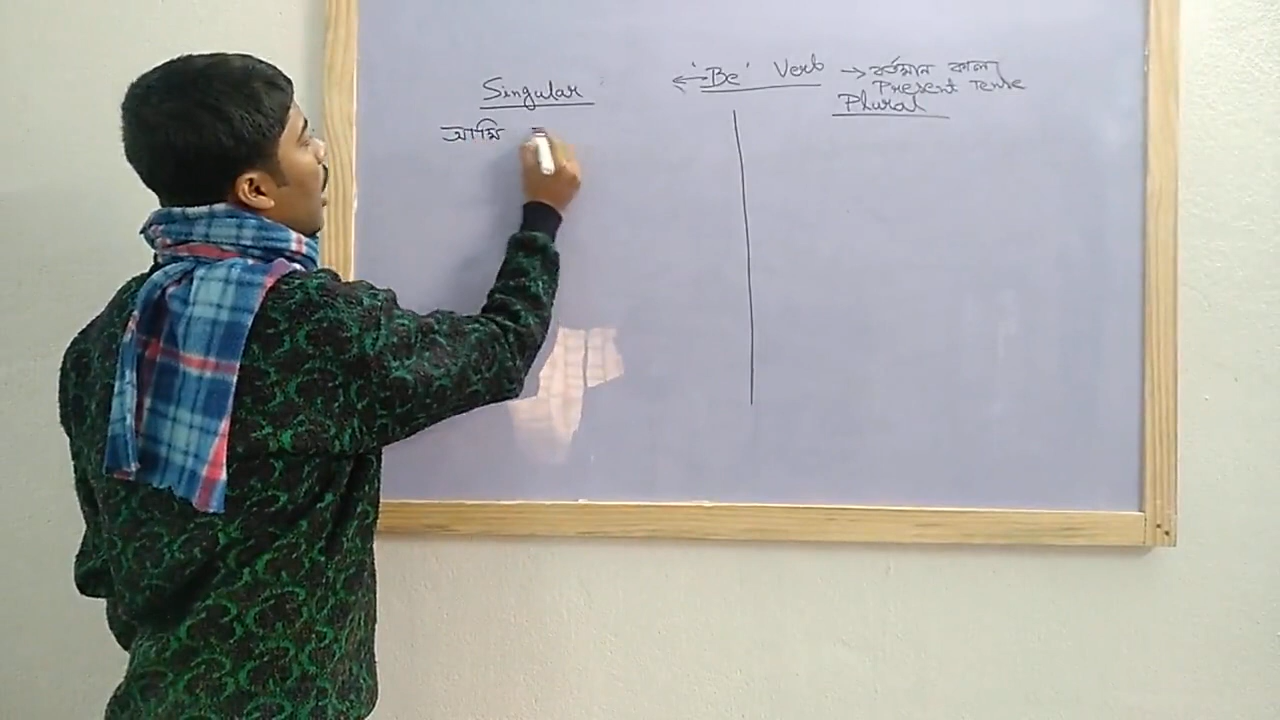 'Be' Verb → বর্তমান কাল
Present Tense
Singular
Plural
আমি